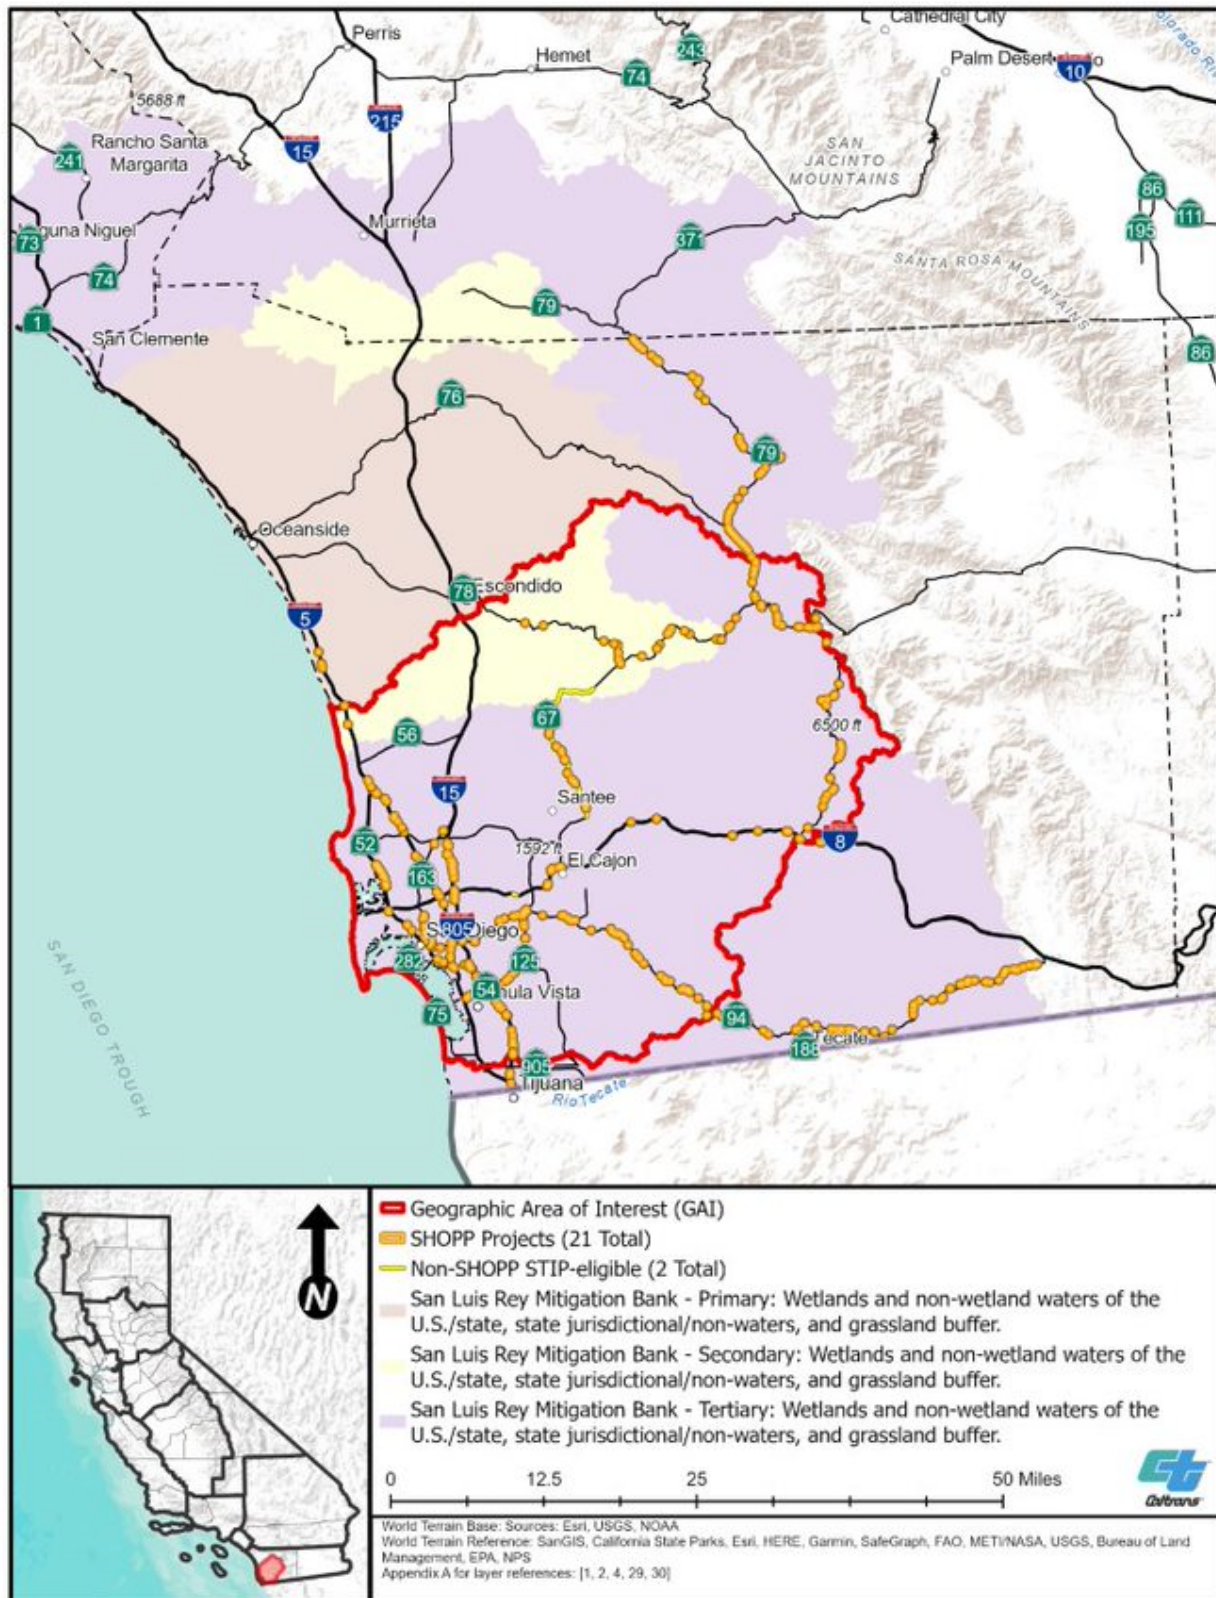 Cathedral City
Perris
Hemet
243
74
Palm Desert
10
5688 ft
215
15
Rancho Santa
Margarita
241
SAN
JACINTO
MOUNTAINS
86
111
195
Murrieta
73
Laguna Niguel
371
74
SANTA ROSA MOUNTAINS
79
1
San Clemente
86
76
79
Oceanside
78
Escondido
5
67
6500 ft
56
15
Santee
52
1592 ft
8
El Cajon
163
805
San Diego
282
125
54
Chula Vista
75
94
SAN DIEGO TROUGH
188
Tecate
905
Tijuana
Rio Tecate
N
Geographic Area of Interest (GAI)
SHOPP Projects (21 Total)
Non-SHOPP STIP-eligible (2 Total)
San Luis Rey Mitigation Bank - Primary: Wetlands and non-wetland waters of the
U.S./state, state jurisdictional/non-waters, and grassland buffer.
San Luis Rey Mitigation Bank - Secondary: Wetlands and non-wetland waters of the
U.S./state, state jurisdictional/non-waters, and grassland buffer.
San Luis Rey Mitigation Bank - Tertiary: Wetlands and non-wetland waters of the
U.S./state, state jurisdictional/non-waters, and grassland buffer.
0 12.5 25 50 Miles
Caltrans
World Terrain Base: Sources: Esri, USGS, NOAA
World Terrain Reference: SanGIS, California State Parks, Esri, HERE, Garmin, SafeGraph, FAO, METI/NASA, USGS, Bureau of Land
Management, EPA, NPS
Appendix A for layer references: [1, 2, 4, 29, 30]